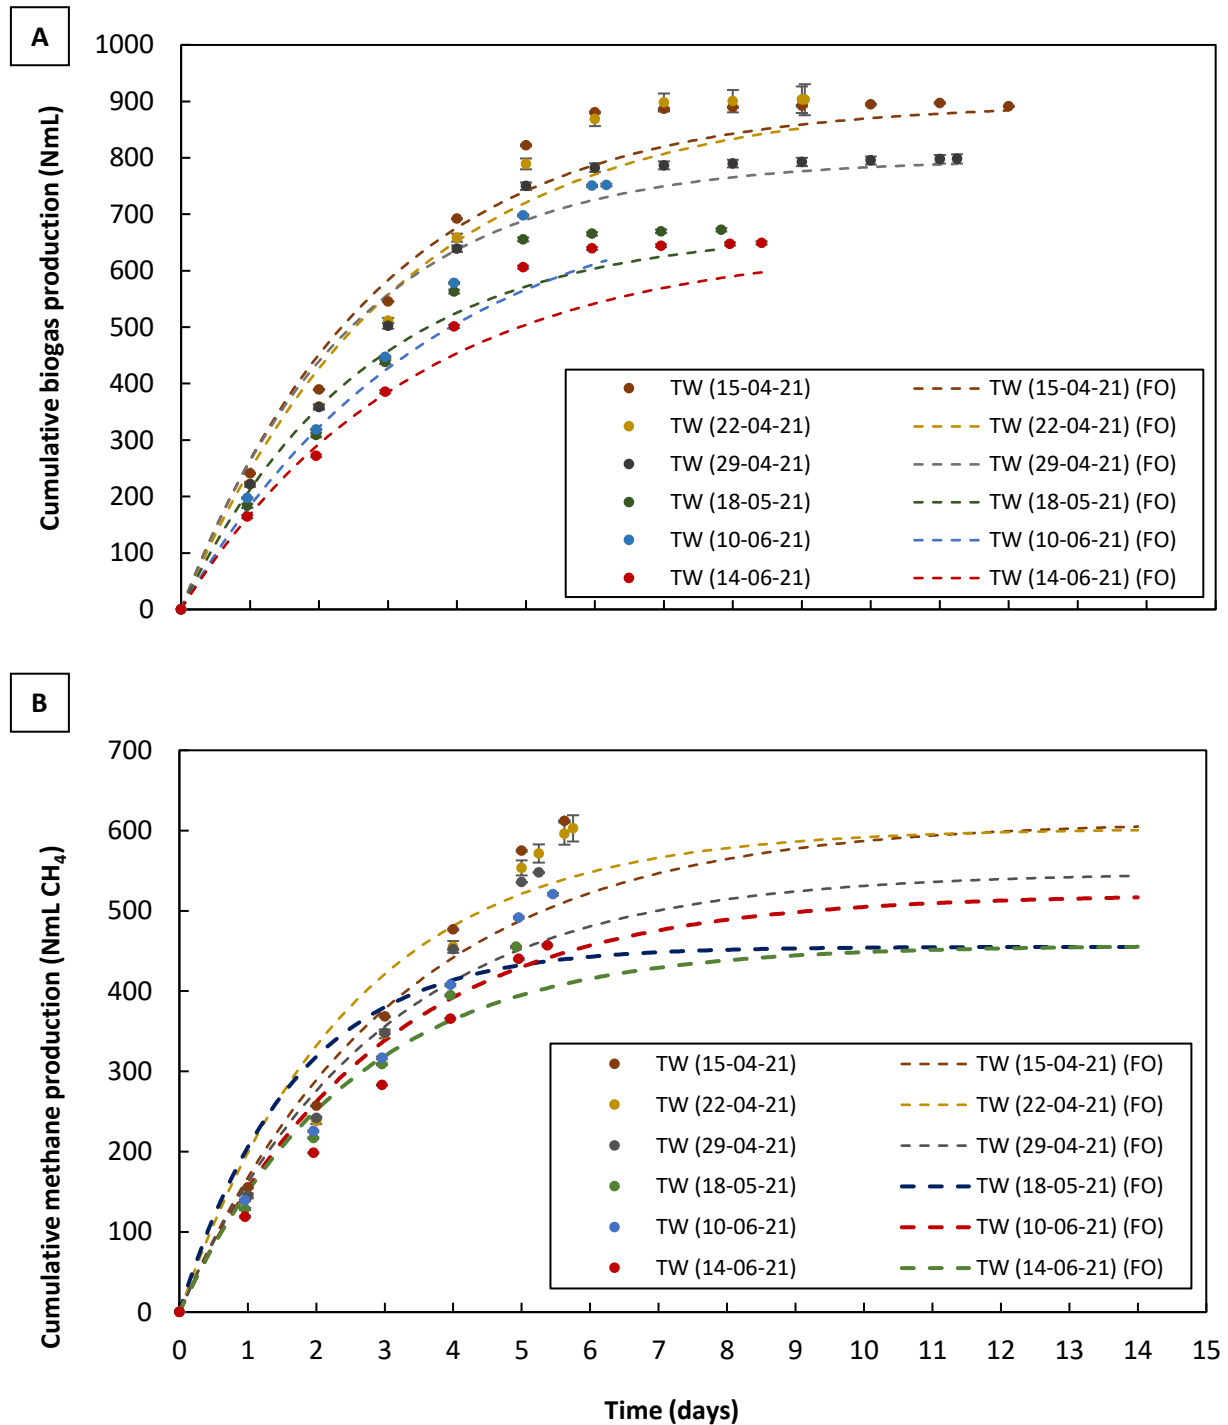 A
Cumulative biogas production (NmL)
1000
900
800
700
600
500
400
300
200
100
0
TW (15-04-21) TW (15-04-21) (FO)
TW (22-04-21) TW (22-04-21) (FO)
TW (29-04-21) TW (29-04-21) (FO)
TW (18-05-21) TW (18-05-21) (FO)
TW (10-06-21) TW (10-06-21) (FO)
TW (14-06-21) TW (14-06-21) (FO)
B
Cumulative methane production (NmL CH₄)
700
600
500
400
300
200
100
0
TW (15-04-21) TW (15-04-21) (FO)
TW (22-04-21) TW (22-04-21) (FO)
TW (29-04-21) TW (29-04-21) (FO)
TW (18-05-21) TW (18-05-21) (FO)
TW (10-06-21) TW (10-06-21) (FO)
TW (14-06-21) TW (14-06-21) (FO)
0 1 2 3 4 5 6 7 8 9 10 11 12 13 14 15
Time (days)